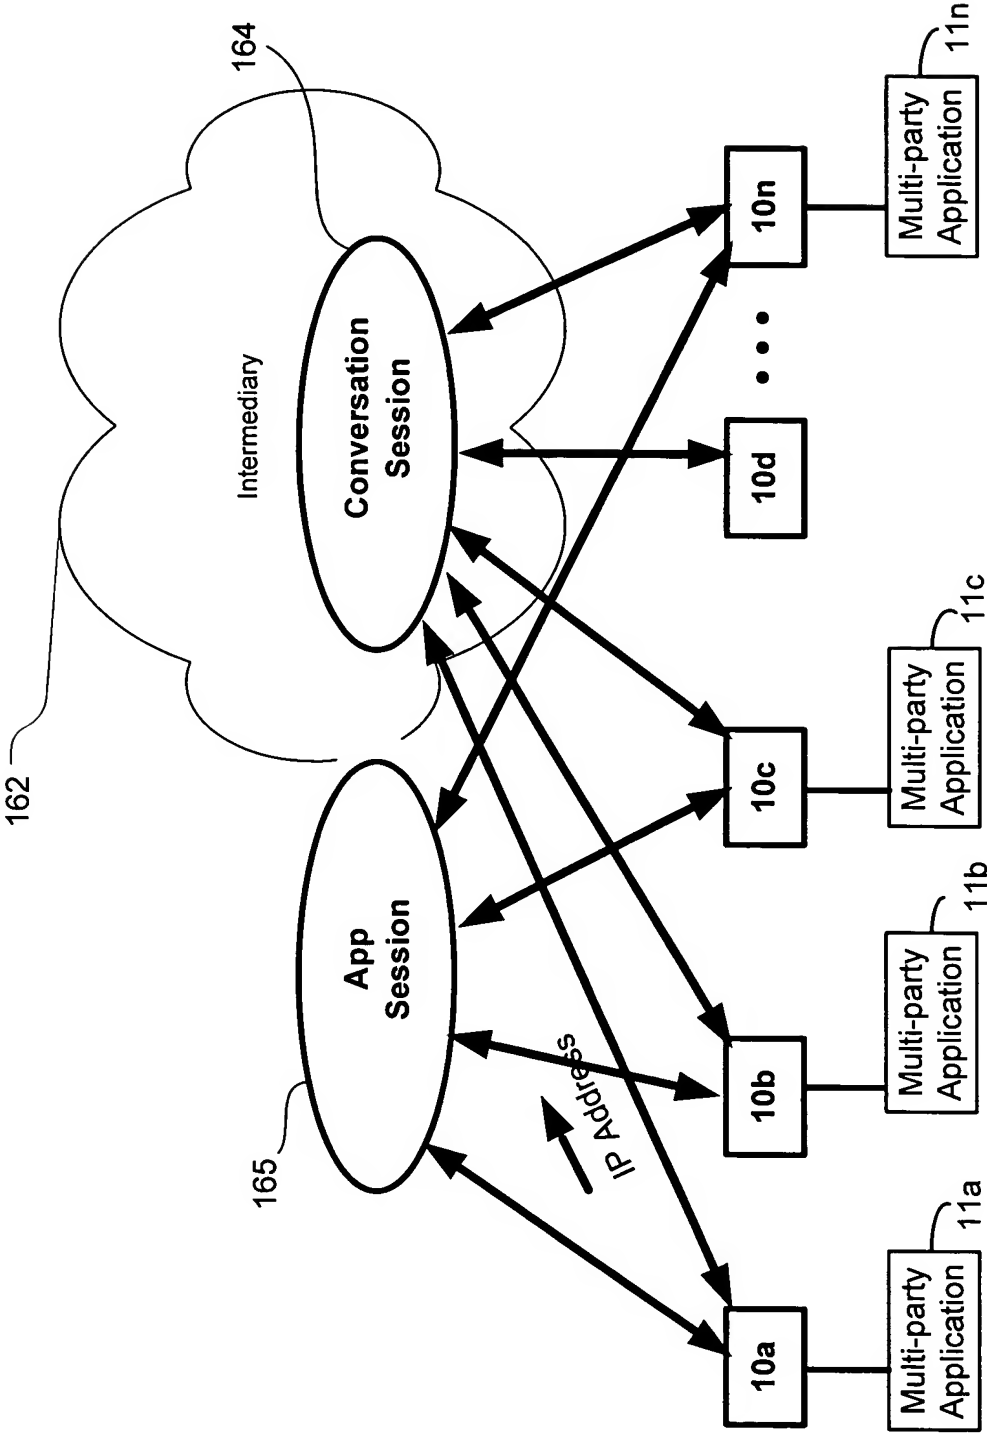 162
164
Intermediary
165
App
Session
Conversation
Session
IP Address
10a
10b
10c
10d
10n
Multi-party
Application
11a
Multi-party
Application
11b
Multi-party
Application
11c
Multi-party
Application
11n